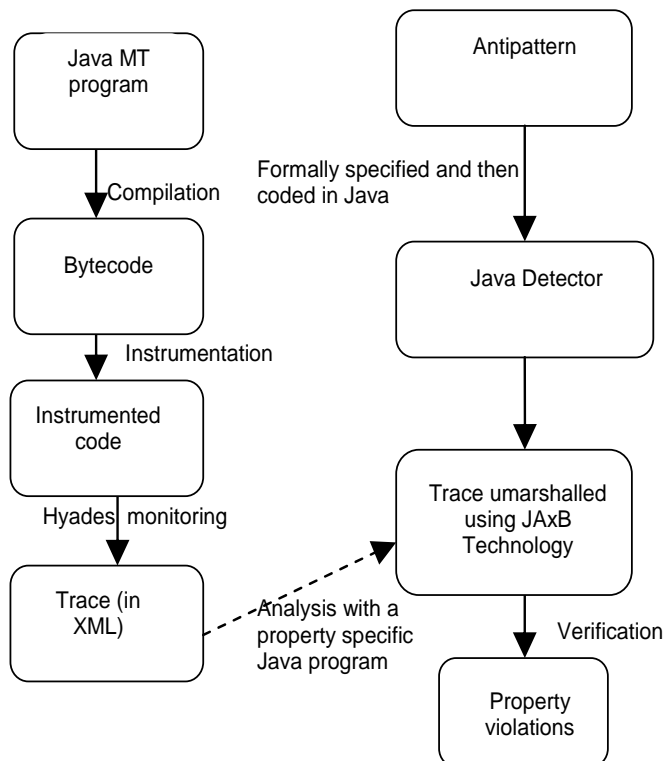 Java MT
program
Compilation
Bytecode
Instrumentation
Instrumented
code
Hyades monitoring
Trace (in
XML)
Antipattern
Formally specified and then
coded in Java
Java Detector
Trace umarshalled
using JAxB
Technology
Analysis with a
property specific
Java program
Verification
Property
violations